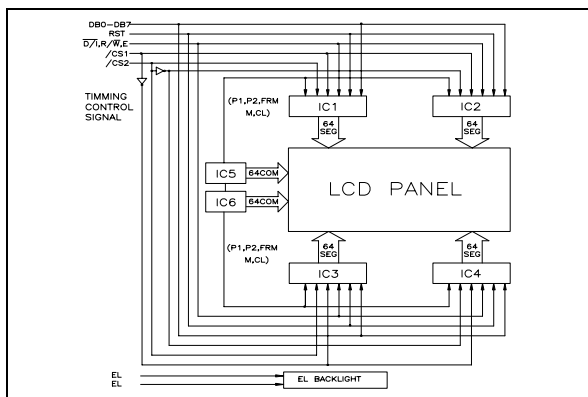 DB0-DB7
RST
D/I,R/W,E
/CS1
/CS2
TIMMING
CONTROL
SIGNAL
(P1,P2,FRM
M,CL)
IC1
IC2
64
SEG
64
SEG
IC5
64COM
IC6
64COM
LCD PANEL
(P1,P2,FRM
M,CL)
64
SEG
64
SEG
IC3
IC4
EL
EL
EL BACKLIGHT